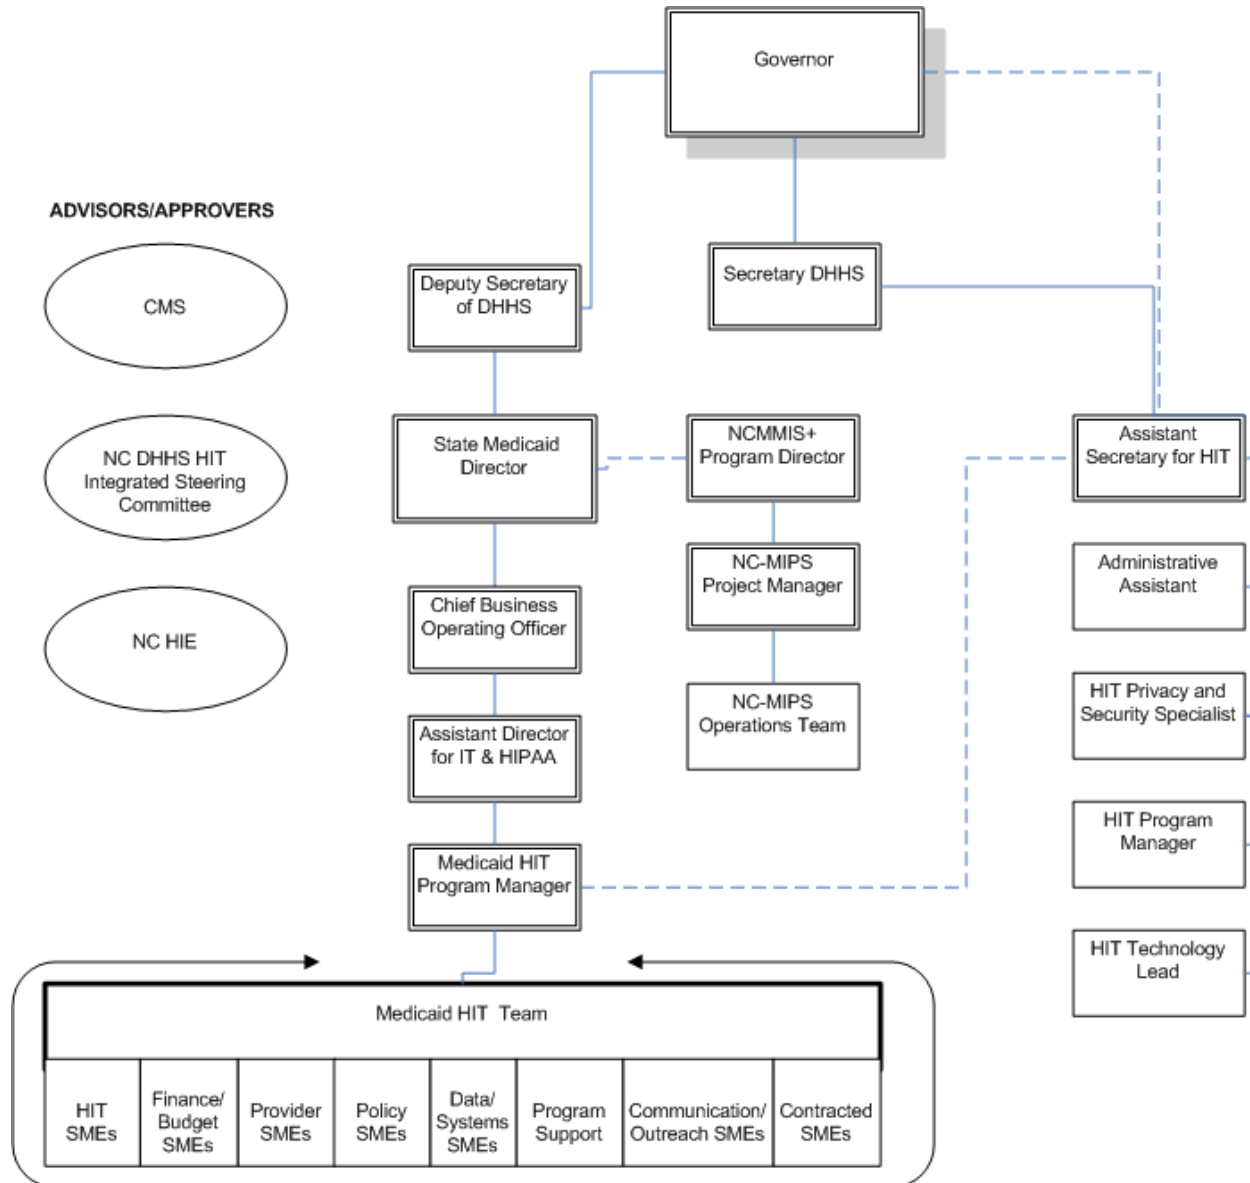 Governor
ADVISORS/APPROVERS
CMS
Deputy Secretary
of DHHS
Secretary DHHS
NC DHHS HIT
Integrated Steering
Committee
State Medicaid
Director
NCMMIS+
Program Director
Assistant
Secretary for HIT
NC-MIPS
Project Manager
Administrative
Assistant
NC HIE
Chief Business
Operating Officer
NC-MIPS
Operations Team
HIT Privacy and
Security Specialist
Assistant Director
for IT & HIPAA
HIT Program
Manager
Medicaid HIT
Program Manager
HIT Technology
Lead
Medicaid HIT Team
HIT
SMEs
Finance/
Budget
SMEs
Provider
SMEs
Policy
SMEs
Data/
Systems
SMEs
Program
Support
Communication/
Outreach SMEs
Contracted
SMEs